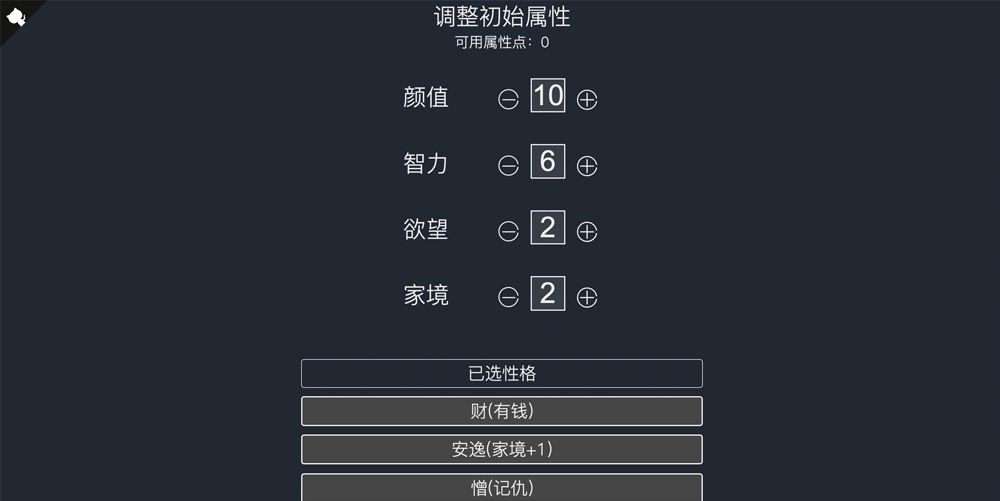 调整初始属性
可用属性点：0
颜值 10
智力 6
欲望 2
家境 2
已选性格
财(有钱)
安逸(家境+1)
憎(记仇)